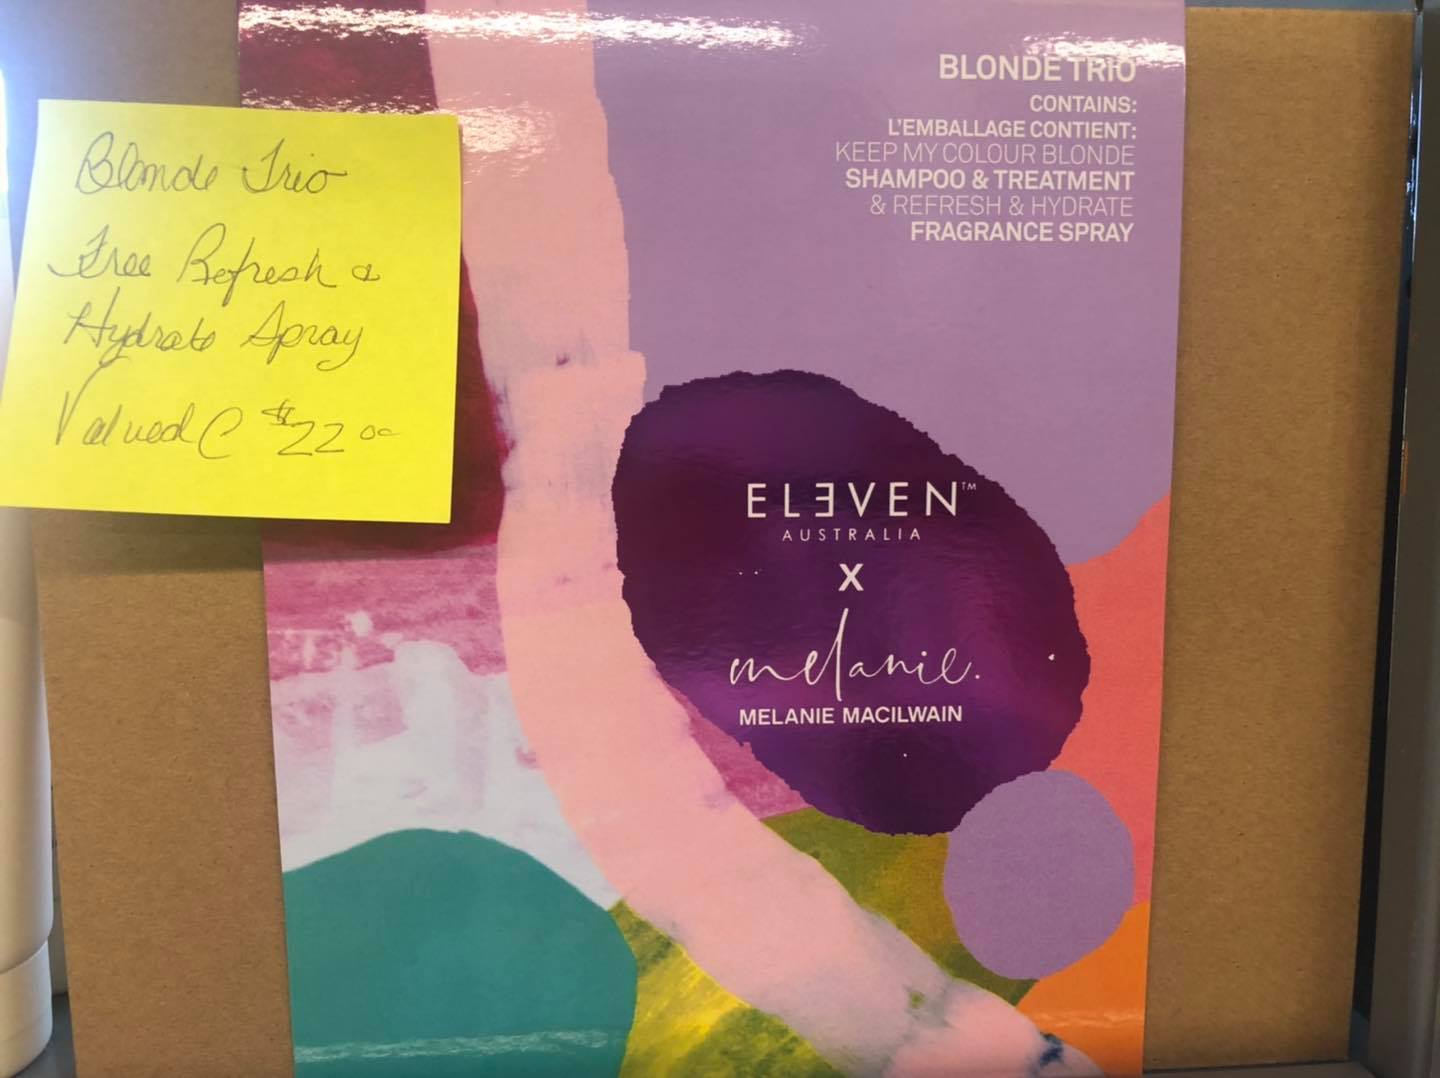 Blonde Trio
Free Refresh &
Hydrate Spray
Valued @ $22.00
BLONDE TRIO
CONTAINS:
L'EMBALLAGE CONTIENT:
KEEP MY COLOUR BLONDE
SHAMPOO & TREATMENT
& REFRESH & HYDRATE
FRAGRANCE SPRAY
ELEVEN™
AUSTRALIA
X
melanie.
MELANIE MACILWAIN